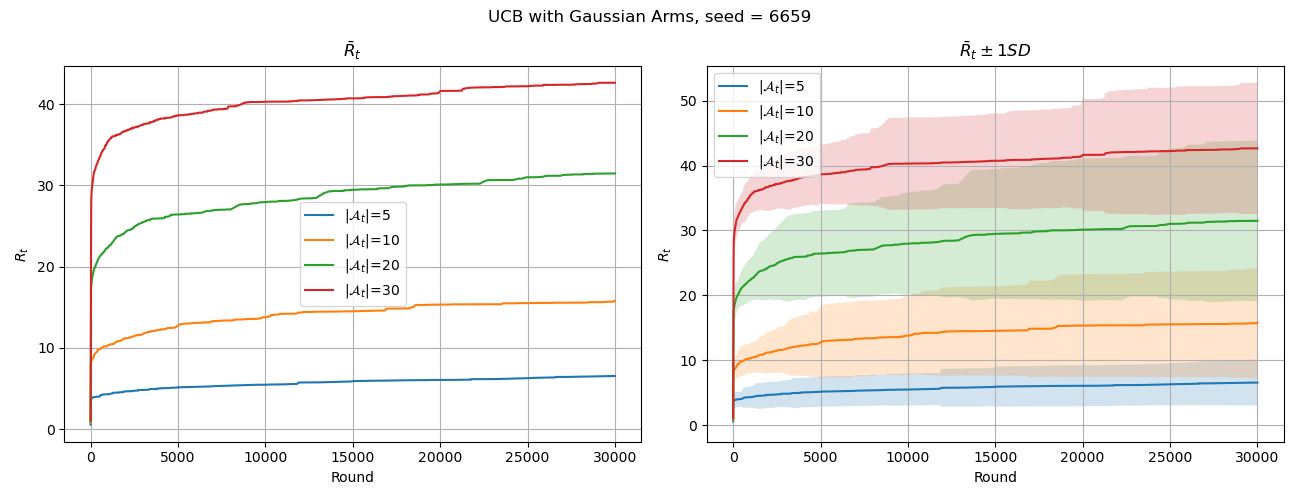 UCB with Gaussian Arms, seed = 6659
R̄ₜ
40
30
20
10
0
Rₜ
|𝒜ₜ|=5
|𝒜ₜ|=10
|𝒜ₜ|=20
|𝒜ₜ|=30
0 5000 10000 15000 20000 25000 30000
Round
R̄ₜ ± 1SD
50
40
30
20
10
0
Rₜ
|𝒜ₜ|=5
|𝒜ₜ|=10
|𝒜ₜ|=20
|𝒜ₜ|=30
0 5000 10000 15000 20000 25000 30000
Round